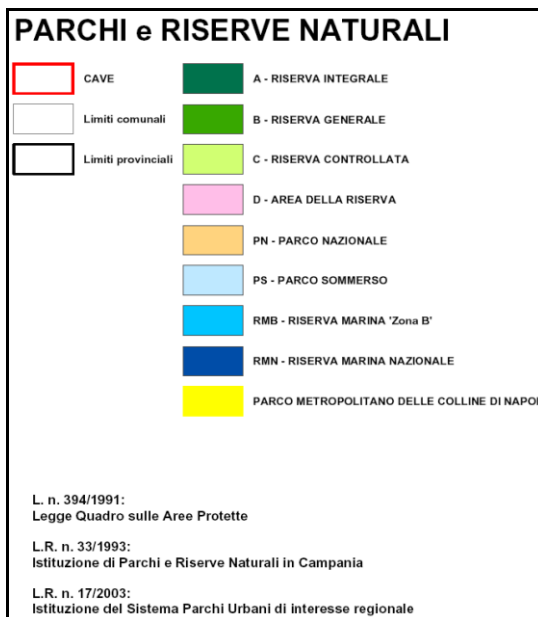 PARCHI e RISERVE NATURALI
CAVE
Limiti comunali
Limiti provinciali
A - RISERVA INTEGRALE
B - RISERVA GENERALE
C - RISERVA CONTROLLATA
D - AREA DELLA RISERVA
PN - PARCO NAZIONALE
PS - PARCO SOMMERSO
RMB - RISERVA MARINA 'Zona B'
RMN - RISERVA MARINA NAZIONALE
PARCO METROPOLITANO DELLE COLLINE DI NAPO
L. n. 394/1991:
Legge Quadro sulle Aree Protette
L.R. n. 33/1993:
Istituzione di Parchi e Riserve Naturali in Campania
L.R. n. 17/2003:
Istituzione del Sistema Parchi Urbani di interesse regionale